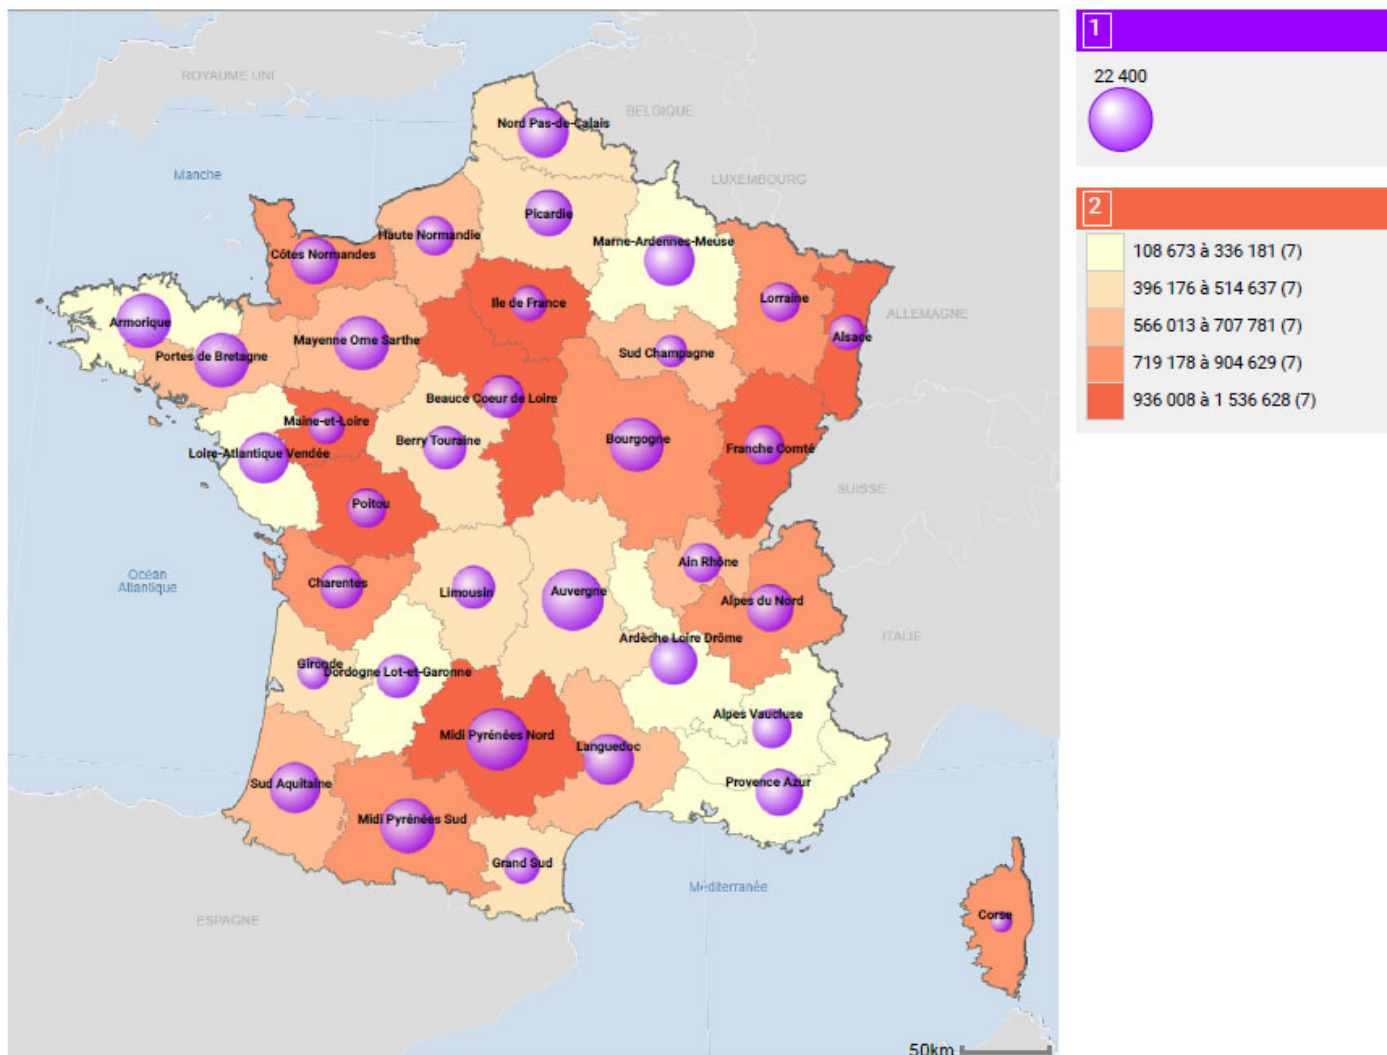 ROYAUME UNI
BELGIQUE
Nord Pas-de-Calais
Manche
LUXEMBOURG
Picardie
Haute Normandie
Marne-Ardennes-Meuse
Côtes Normandes
Ile de France
Lorraine
ALLEMAGNE
Armorique
Alsace
Mayenne Orne Sarthe
Sud Champagne
Portes de Bretagne
Beauce Coeur de Loire
Maine-et-Loire
Berry Touraine
Bourgogne
Franche Comté
Loire-Atlantique Vendée
SUISSE
Poitou
Océan
Atlantique
Ain Rhône
Charentes
Limousin
Auvergne
Alpes du Nord
ITALIE
Ardèche Loire Drôme
Gironde
Dordogne Lot-et-Garonne
Alpes Vaucluse
Midi Pyrénées Nord
Languedoc
Sud Aquitaine
Provence Azur
Midi Pyrénées Sud
Grand Sud
Méditerranée
ESPAGNE
Corse
50km
1
22 400
2
108 673 à 336 181 (7)
396 176 à 514 637 (7)
566 013 à 707 781 (7)
719 178 à 904 629 (7)
936 008 à 1 536 628 (7)